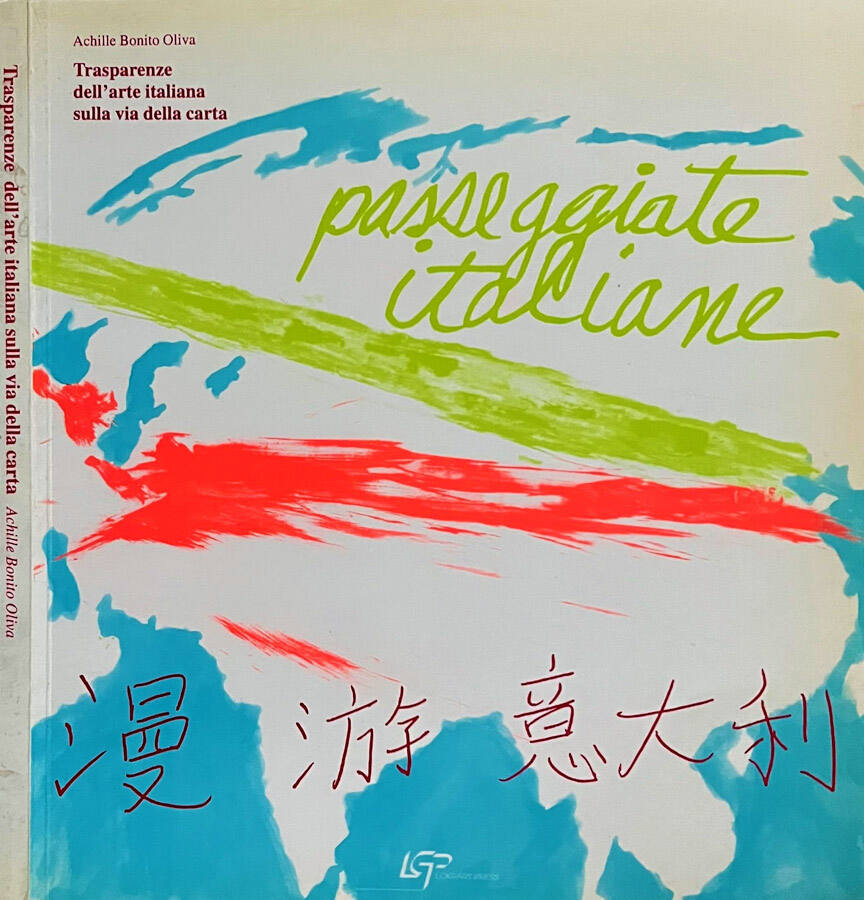 Achille Bonito Oliva
Trasparenze
dell'arte italiana
sulla via della carta
passeggiate
italiane
漫游意大利
LGP
Trasparenze dell'arte italiana sulla via della carta Achille Bonito Oliva